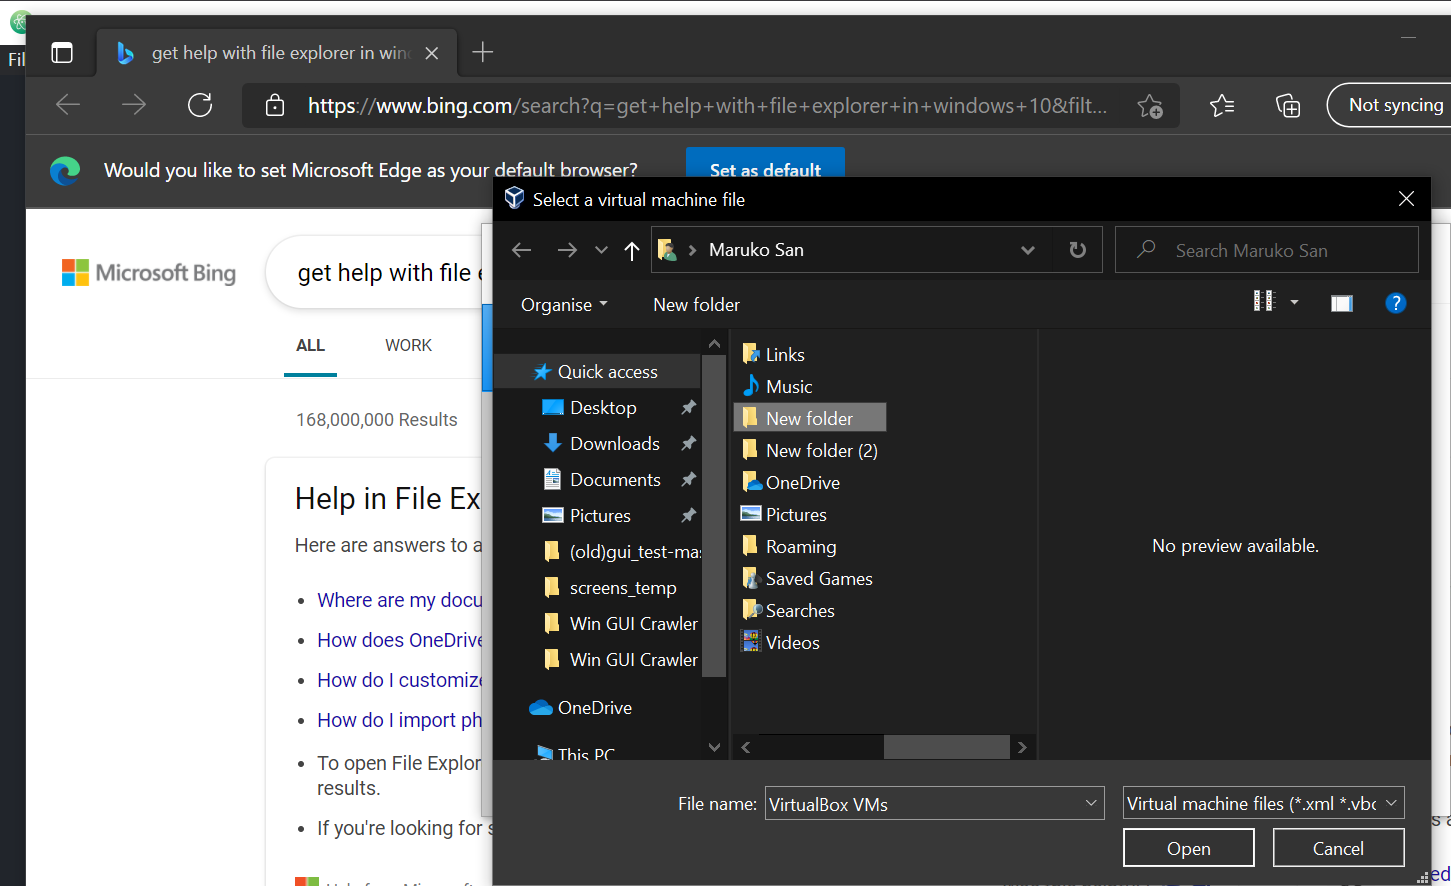 Fil
get help with file explorer in win
https://www.bing.com/search?q=get+help+with+file+explorer+in+windows+10&filt...
Not syncing
Would you like to set Microsoft Edge as your default browser?
Set as default
Microsoft Bing
get help with file e
ALL
WORK
168,000,000 Results
Help in File Ex
Here are answers to a
Where are my docu
How does OneDrive
How do I customize
How do I import ph
To open File Explor
results.
If you're looking for s
Select a virtual machine file
Maruko San
Search Maruko San
Organise
New folder
?
Quick access
Desktop
Downloads
Documents
Pictures
(old)gui_test-mas
screens_temp
Win GUI Crawler
Win GUI Crawler
OneDrive
This PC
Links
Music
New folder
New folder (2)
OneDrive
Pictures
Roaming
Saved Games
Searches
Videos
No preview available.
File name:
VirtualBox VMs
Virtual machine files (*.xml *.vbo
Open
Cancel
ed